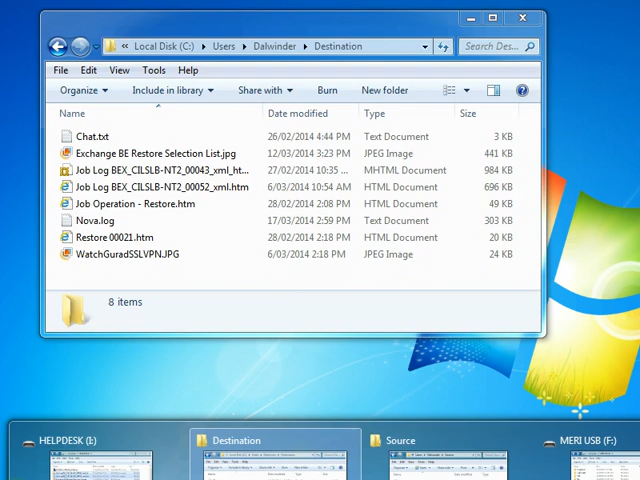 « Local Disk (C:) Users Dalwinder Destination Search Des...
File Edit View Tools Help
Organize Include in library Share with Burn New folder
Name Date modified Type Size
Chat.txt 26/02/2014 4:44 PM Text Document 3 KB
Exchange BE Restore Selection List.jpg 12/03/2014 3:23 PM JPEG Image 441 KB
Job Log BEX_CILSLB-NT2_00043_xml_ht... 27/02/2014 10:35 ... MHTML Document 984 KB
Job Log BEX_CILSLB-NT2_00052_xml.htm 6/03/2014 10:54 AM HTML Document 696 KB
Job Operation - Restore.htm 28/02/2014 2:08 PM HTML Document 49 KB
Nova.log 17/03/2014 2:59 PM Text Document 303 KB
Restore 00021.htm 28/02/2014 2:18 PM HTML Document 20 KB
WatchGuradSSLVPN.JPG 6/03/2014 2:18 PM JPEG Image 24 KB
8 items
HELPDESK (I:) Destination Source MERI USB (F:)